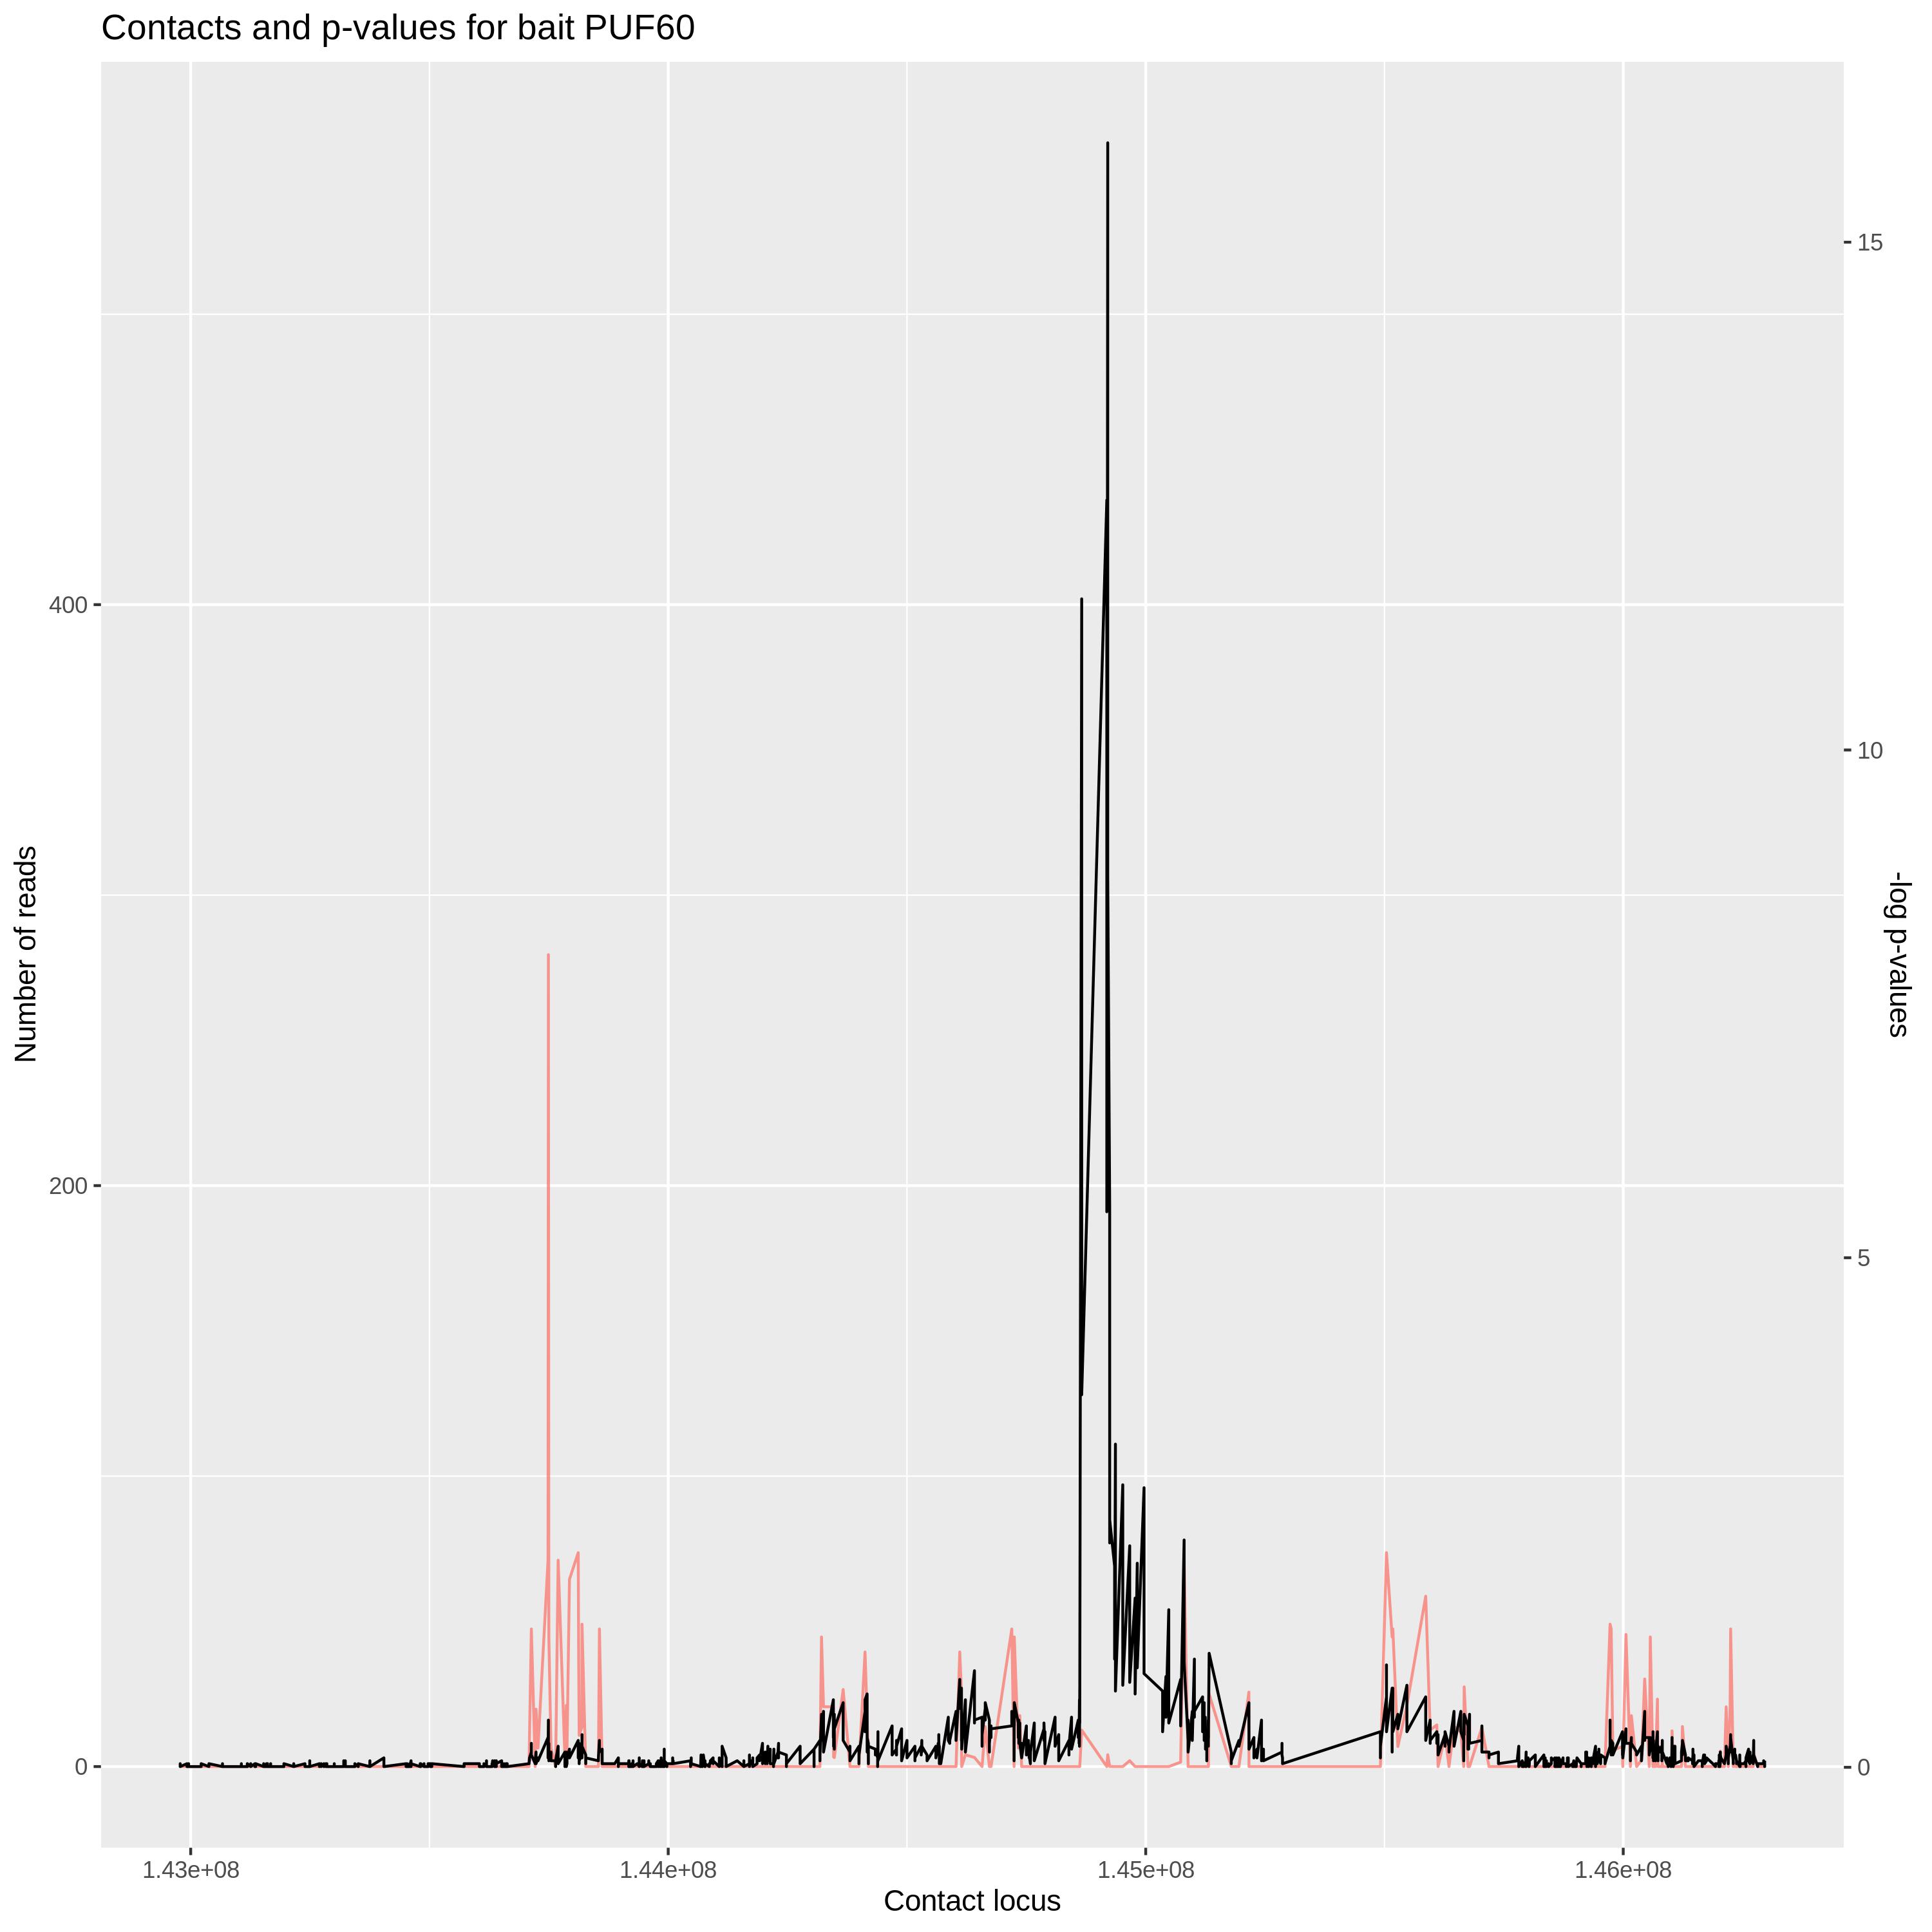 Contacts and p-values for bait PUF60
Number of reads
400
200
0
15
10
5
0
-log p-values
1.43e+08
1.44e+08
1.45e+08
1.46e+08
Contact locus